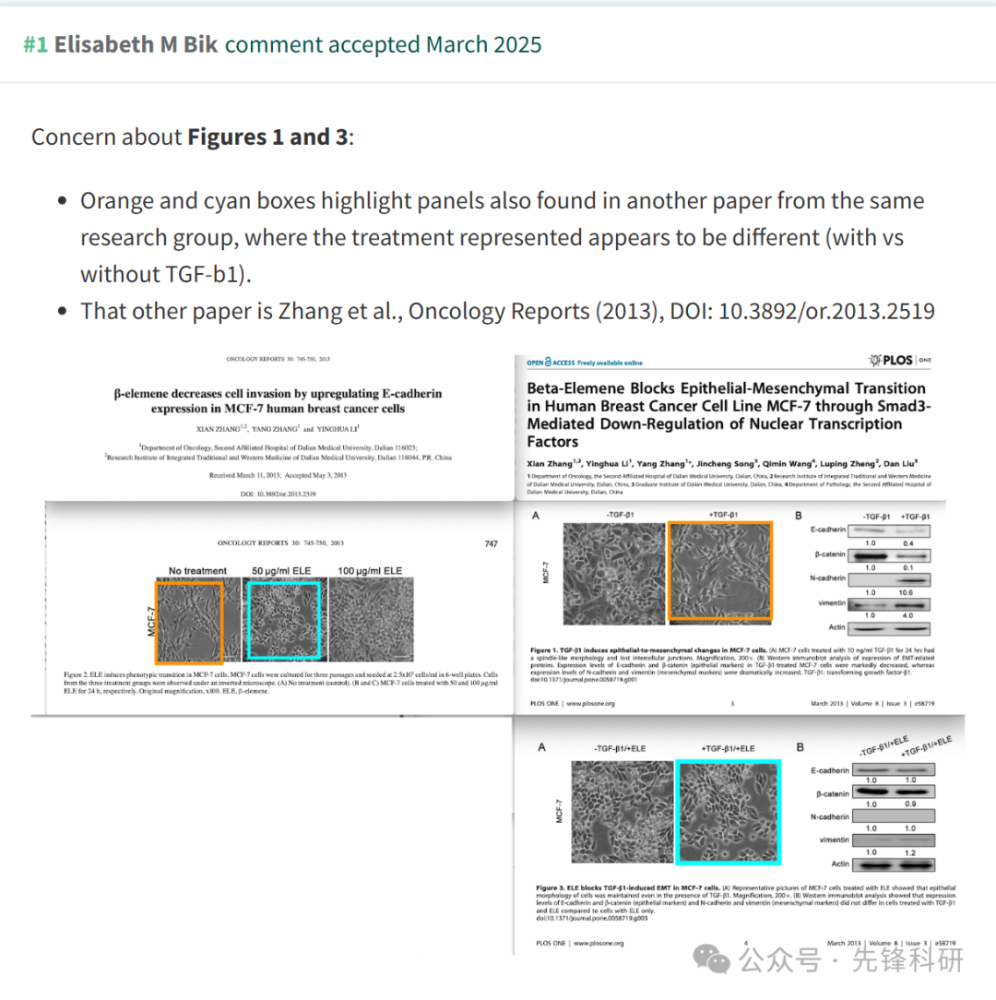 #1 Elisabeth M Bik comment accepted March 2025
Concern about Figures 1 and 3:
• Orange and cyan boxes highlight panels also found in another paper from the same
research group, where the treatment represented appears to be different (with vs
without TGF-b1).
• That other paper is Zhang et al., Oncology Reports (2013), DOI: 10.3892/or.2013.2519
ONCOLOGY REPORTS 30: 745-750, 2013
β-elemene decreases cell invasion by upregulating E-cadherin
expression in MCF-7 human breast cancer cells
XIAN ZHANG1,2, YANG ZHANG1 and YINGHUA LI1
1Department of Oncology, Second Affiliated Hospital of Dalian Medical University, Dalian 116023;
2Research Institute of Integrated Traditional and Western Medicine of Dalian Medical University, Dalian 116044, P.R. China
Received March 11, 2013; Accepted May 3, 2013
DOI: 10.3892/or.2013.2519
OPEN ACCESS Freely available online
PLOS ONE
Beta-Elemene Blocks Epithelial-Mesenchymal Transition
in Human Breast Cancer Cell Line MCF-7 through Smad3-
Mediated Down-Regulation of Nuclear Transcription
Factors
Xian Zhang1,2, Yinghua Li1, Yang Zhang1*, Jincheng Song3, Qimin Wang4, Luping Zheng2, Dan Liu3
1 Department of Oncology, the Second Affiliated Hospital of Dalian Medical University, Dalian, China, 2 Research Institute of Integrated Traditional and Western Medicine
of Dalian Medical University, Dalian, China, 3 Graduate Institute of Dalian Medical University, Dalian, China, 4 Department of Pathology, the Second Affiliated Hospital of
Dalian Medical University, Dalian, China
ONCOLOGY REPORTS 30: 745-750, 2013
747
No treatment
50 µg/ml ELE
100 µg/ml ELE
MCF-7
Figure 2. ELE induces phenotypic transition in MCF-7 cells. MCF-7 cells were cultured for three passages and seeded at 2.5x10⁵ cells/ml in 6-well plates. Cells
from the three treatment groups were observed under an inverted microscope. (A) No treatment (control). (B and C) MCF-7 cells treated with 50 and 100 µg/ml
ELE for 24 h, respectively. Original magnification, x100. ELE, β-elemene.
A
-TGF-β1
+TGF-β1
MCF-7
B
-TGF-β1 +TGF-β1
E-cadherin
1.0 0.4
β-catenin
1.0 0.1
N-cadherin
1.0 10.6
vimentin
1.0 4.0
Actin
Figure 1. TGF-β1 induces epithelial-to-mesenchymal changes in MCF-7 cells. (A) MCF-7 cells treated with 10 ng/ml TGF-β1 for 24 hrs had
a spindle-like morphology and lost intercellular junctions. Magnification, 200×. (B) Western immunoblot analysis of expression of EMT-related
proteins. Expression levels of E-cadherin and β-catenin (epithelial markers) in TGF-β1-treated MCF-7 cells were markedly decreased, whereas
expression levels of N-cadherin and vimentin (mesenchymal markers) were dramatically increased. TGF-β1: transforming growth factor-β1.
doi:10.1371/journal.pone.0058719.g001
PLOS ONE | www.plosone.org
3
March 2013 | Volume 8 | Issue 3 | e58719
A
-TGF-β1/+ELE
+TGF-β1/+ELE
MCF-7
B
-TGF-β1/+ELE
+TGF-β1/+ELE
E-cadherin
1.0 1.0
β-catenin
1.0 0.9
N-cadherin
1.0 1.0
vimentin
1.0 1.2
Actin
Figure 3. ELE blocks TGF-β1-induced EMT in MCF-7 cells. (A) Representative pictures of MCF-7 cells treated with ELE showed that epithelial
morphology of cells was maintained even in the presence of TGF-β1. Magnification, 200×. (B) Western immunoblot analysis showed that expression
levels of E-cadherin and β-catenin (epithelial markers) and N-cadherin and vimentin (mesenchymal markers) did not differ in cells treated with TGF-β1
and ELE compared to cells with ELE only.
doi:10.1371/journal.pone.0058719.g003
PLOS ONE | www.plosone.org
4
March 2013 | Volume 8 | Issue 3 | e58719
公众号 · 先锋科研